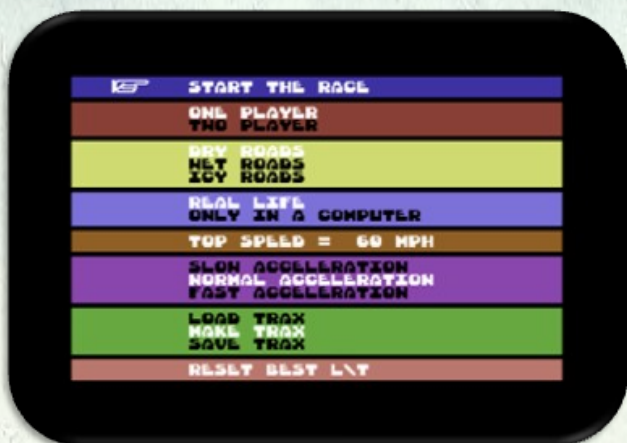 START THE RACE
ONE PLAYER
TWO PLAYER
DRY ROADS
WET ROADS
ICY ROADS
REAL LIFE
ONLY IN A COMPUTER
TOP SPEED = 60 MPH
SLOW ACCELERATION
NORMAL ACCELERATION
FAST ACCELERATION
LOAD TRAX
MAKE TRAX
SAVE TRAX
RESET BEST L\T